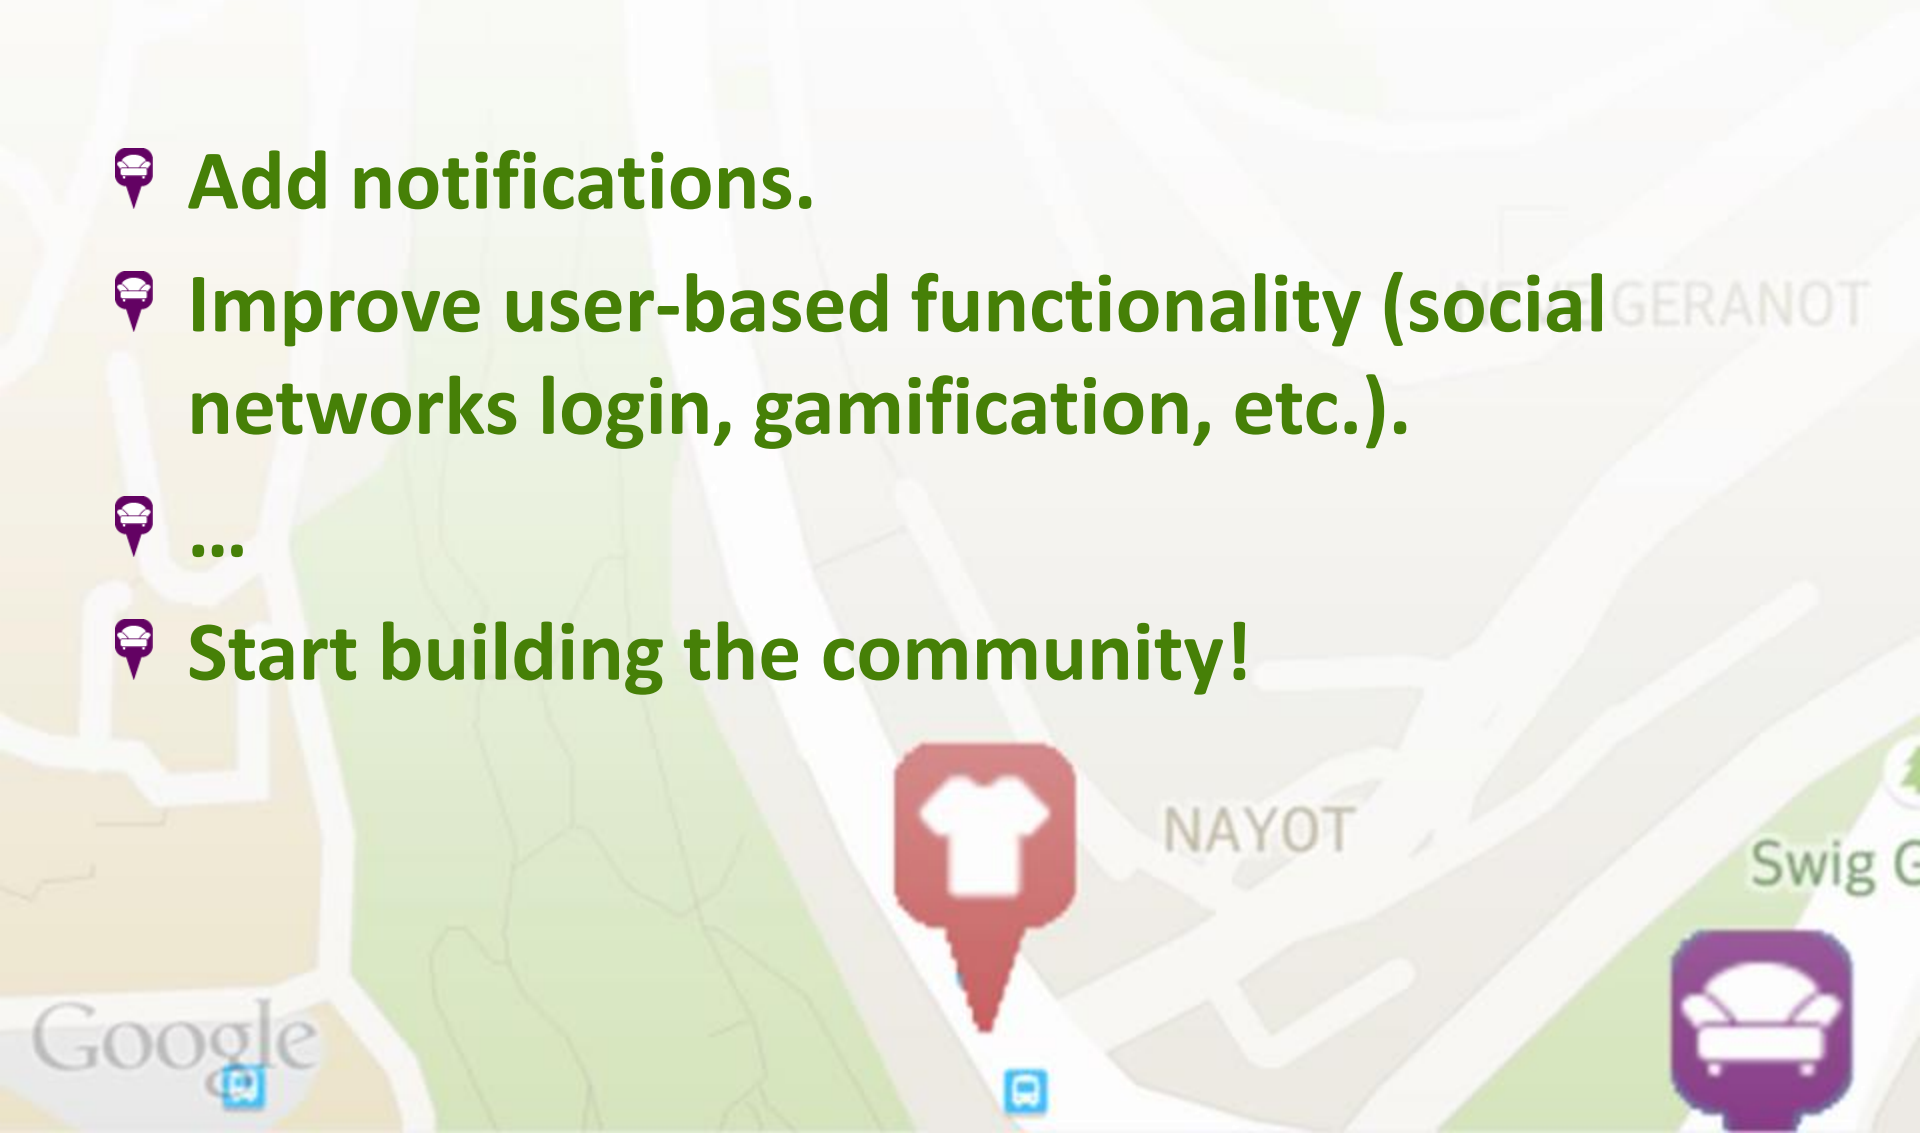 Add notifications.
Improve user-based functionality (social
GERANOT
networks login, gamification, etc.).
...
Start building the community!
NAYOT
Swig G
Google